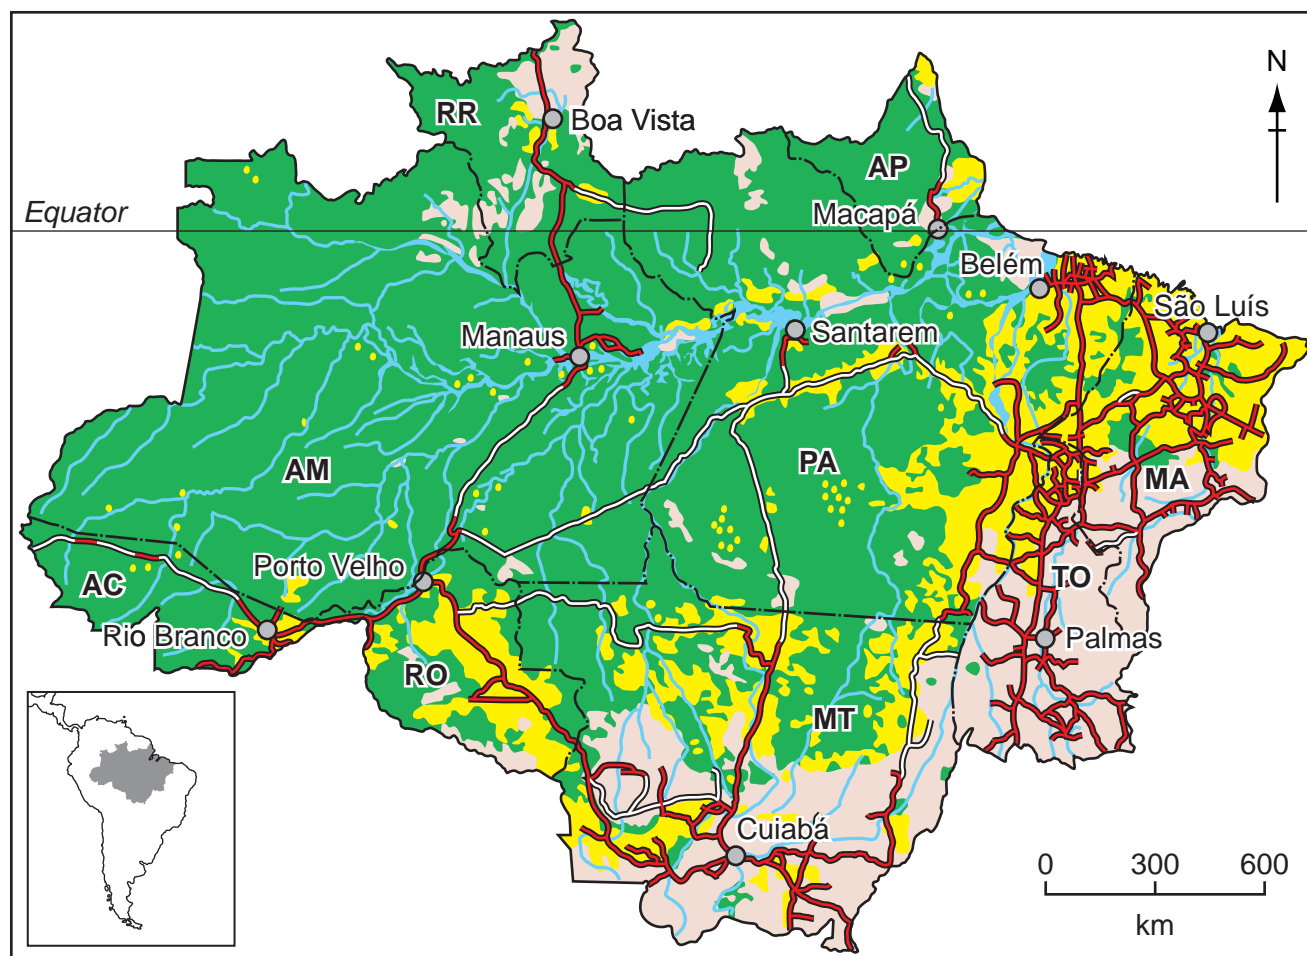 N
RR
Boa Vista
AP
Equator
Macapá
Belém
São Luís
Manaus
Santarem
AM
PA
MA
Porto Velho
AC
TO
Rio Branco
Palmas
RO
MT
Cuiabá
0 300 600
km